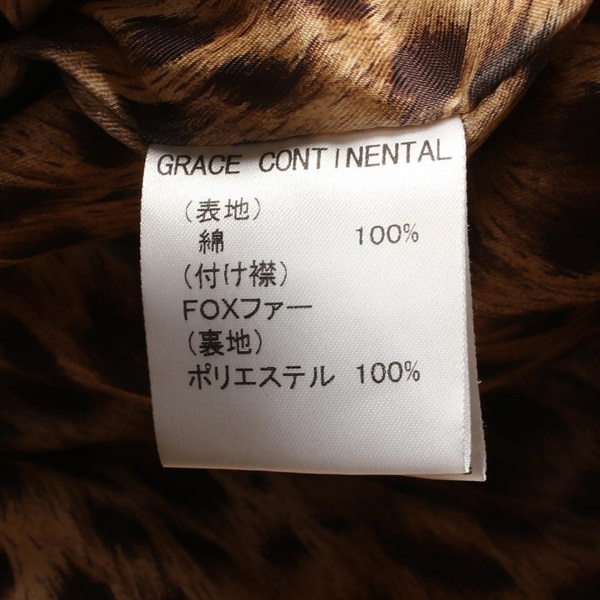 GRACE CONTINENTAL
(表地)
綿 100%
(付け襟)
FOXファー
(裏地)
ポリエステル 100%